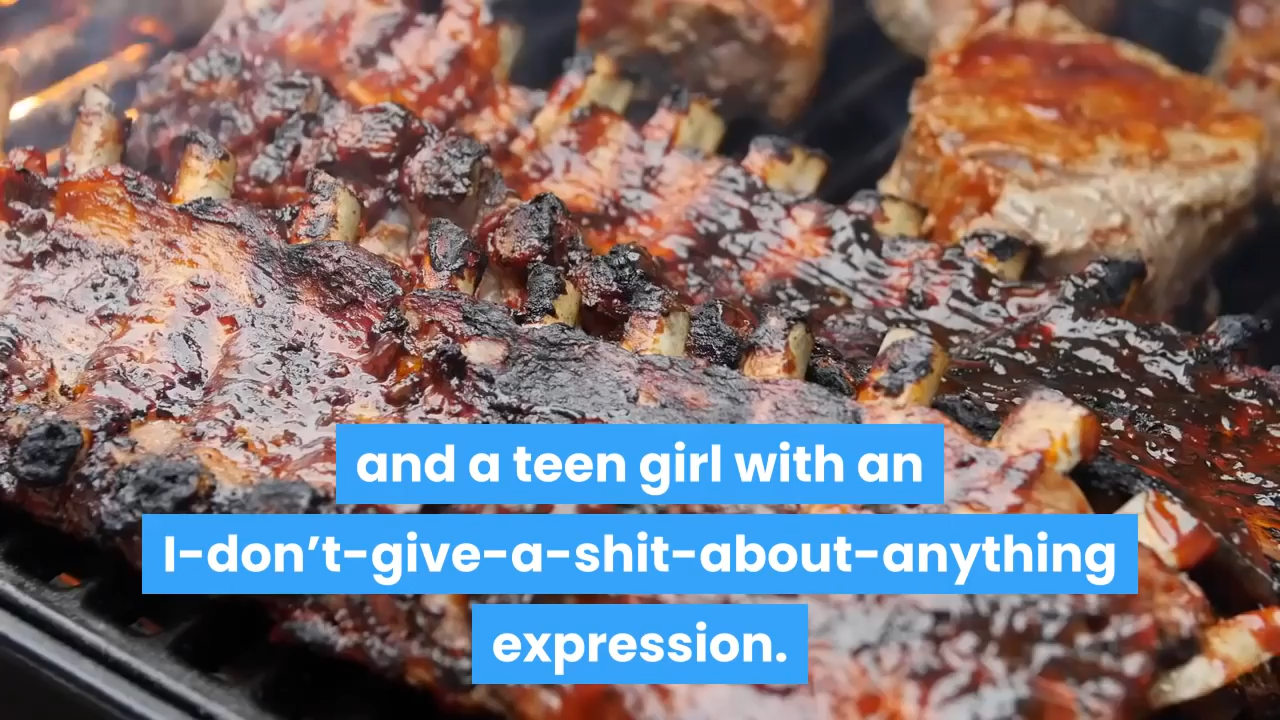 and a teen girl with an
I-don’t-give-a-shit-about-anything
expression.